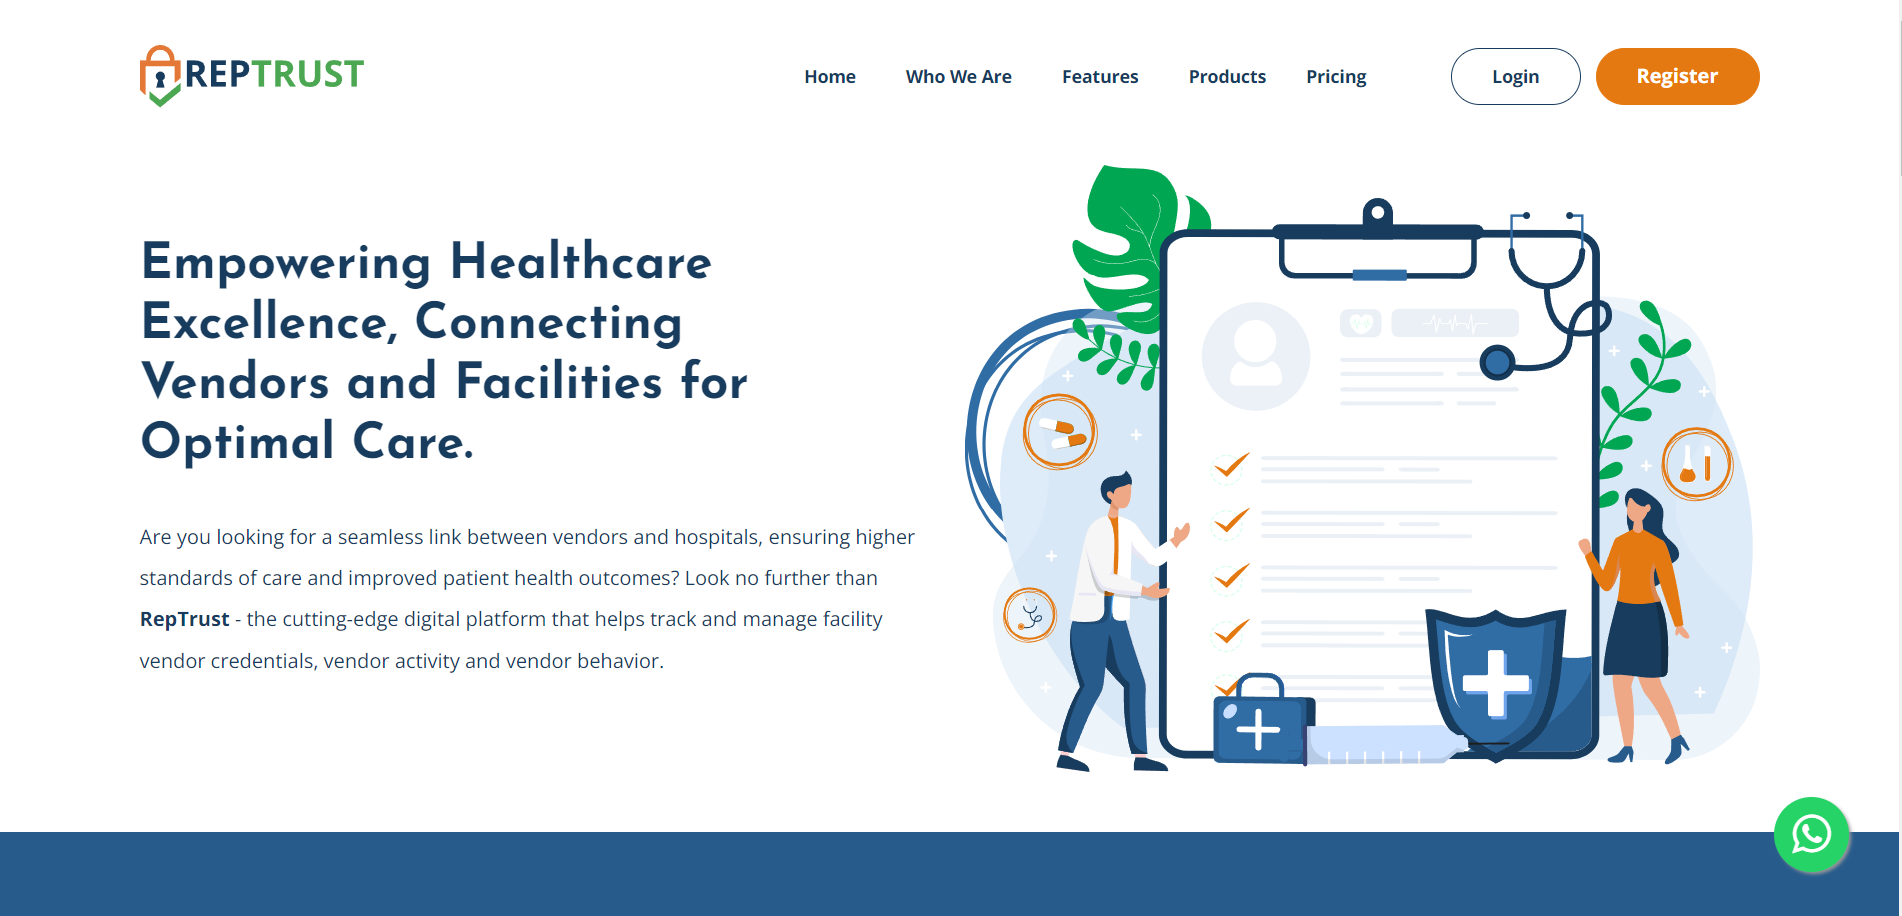 REPTRUST
Home
Who We Are
Features
Products
Pricing
Login
Register
Empowering Healthcare
Excellence, Connecting
Vendors and Facilities for
Optimal Care.
Are you looking for a seamless link between vendors and hospitals, ensuring higher
standards of care and improved patient health outcomes? Look no further than
RepTrust - the cutting-edge digital platform that helps track and manage facility
vendor credentials, vendor activity and vendor behavior.